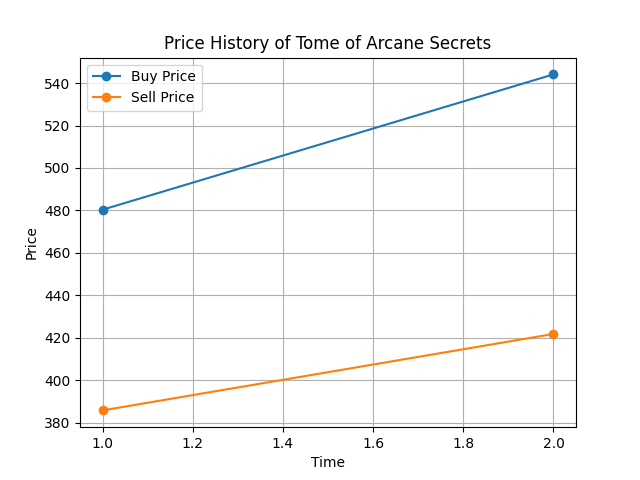 Price History of Tome of Arcane Secrets
Buy Price
Sell Price
540
520
500
480
460
440
420
400
380
Price
1.0 1.2 1.4 1.6 1.8 2.0
Time